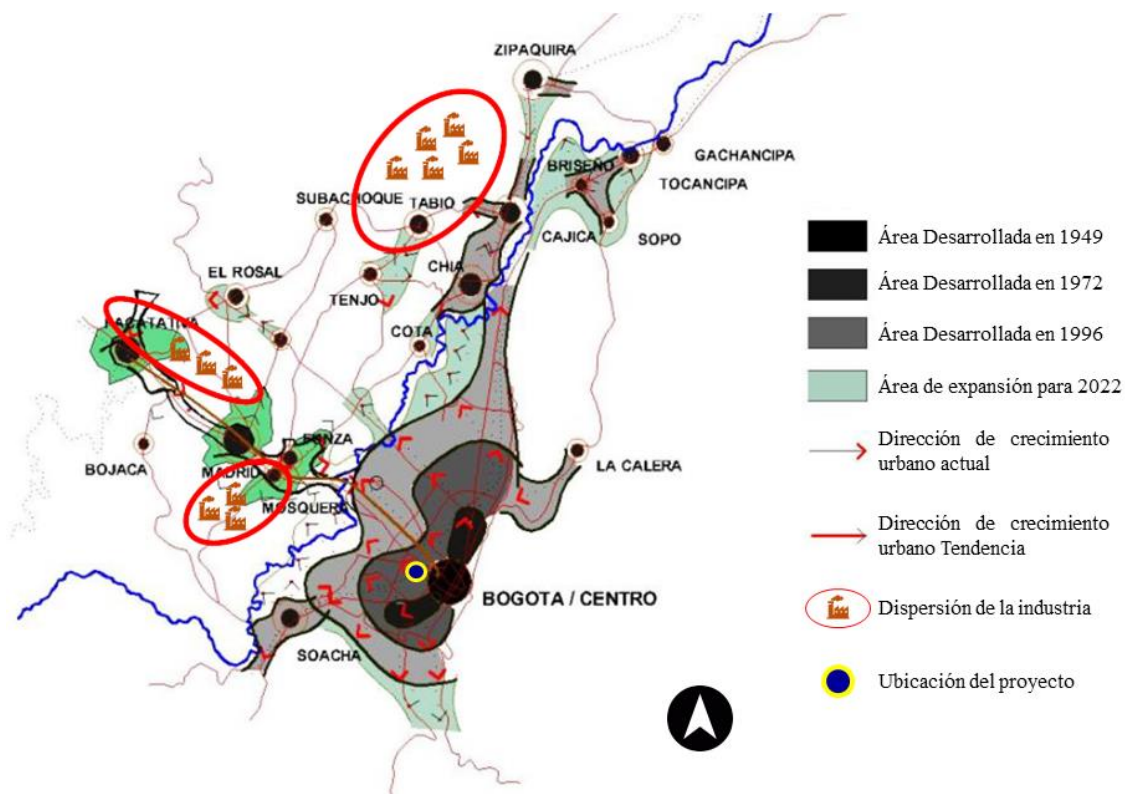 ZIPAQUIRA
GACHANCIPA
BRISEÑO
TOCANCIPA
SUBACHOQUE
TABIO
CAJICA
SOPO
CHIA
EL ROSAL
TENJO
COTA
FACATATIVA
BOJACA
MADRID
FUNZA
MOSQUERA
LA CALERA
BOGOTA / CENTRO
SOACHA
Área Desarrollada en 1949
Área Desarrollada en 1972
Área Desarrollada en 1996
Área de expansión para 2022
Dirección de crecimiento
urbano actual
Dirección de crecimiento
urbano Tendencia
Dispersión de la industria
Ubicación del proyecto